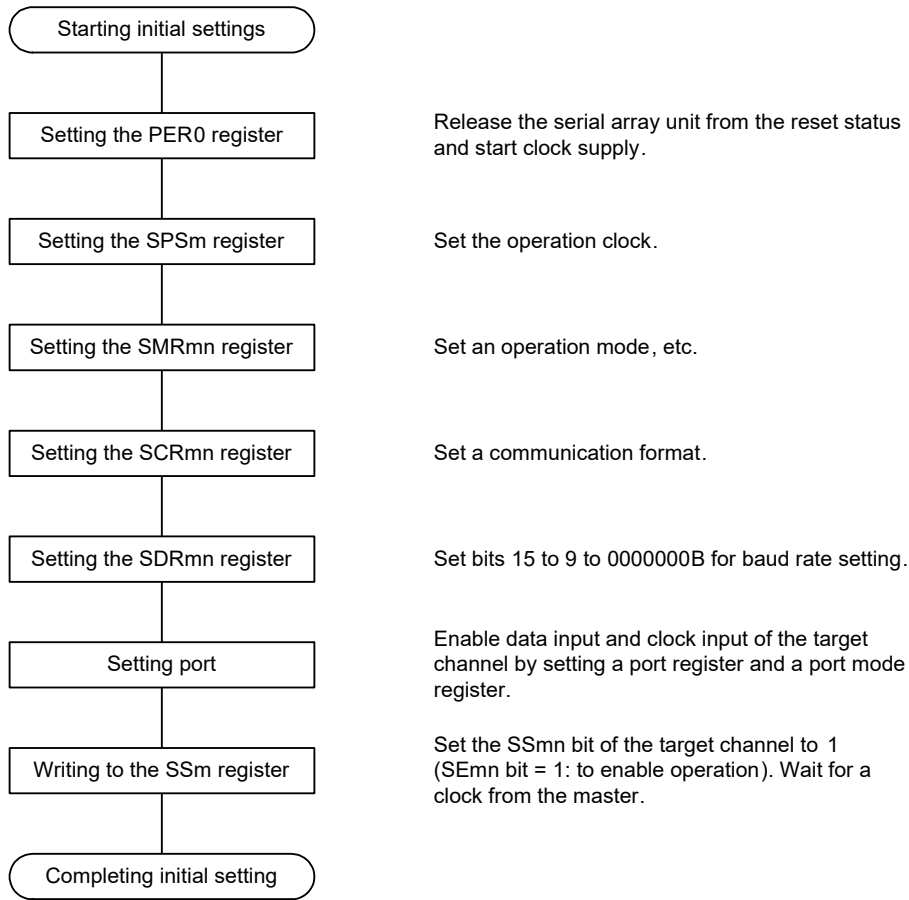 Starting initial settings
Setting the PER0 register
Release the serial array unit from the reset status
and start clock supply.
Setting the SPSm register
Set the operation clock.
Setting the SMRmn register
Set an operation mode, etc.
Setting the SCRmn register
Set a communication format.
Setting the SDRmn register
Set bits 15 to 9 to 0000000B for baud rate setting.
Setting port
Enable data input and clock input of the target
channel by setting a port register and a port mode
register.
Writing to the SSm register
Set the SSmn bit of the target channel to 1
(SEmn bit = 1: to enable operation). Wait for a
clock from the master.
Completing initial setting